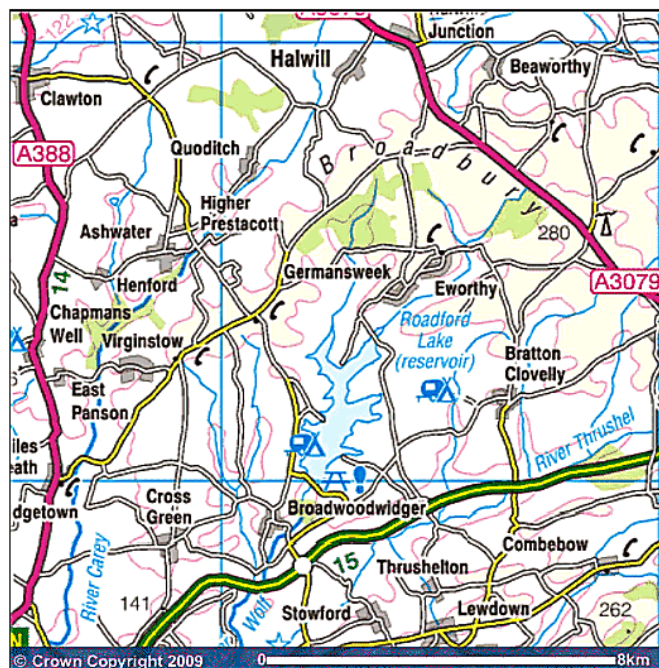 122
Halwill
Junction
Beaworthy
Clawton
A388
Quoditch
Broadbury
Higher
Prestacott
Ashwater
280
Germansweek
A3079
14
Henford
Eworthy
Chapmans
Well
Roadford
Lake
(reservoir)
Virginstow
Bratton
Clovelly
East
Panson
River Thrushel
dgetown
Cross
Green
Broadwoodwidger
Combebow
River Carey
15
Thrushelton
141
Wolf
Stowford
Lewdown
262
N
© Crown Copyright 2009
0
8km